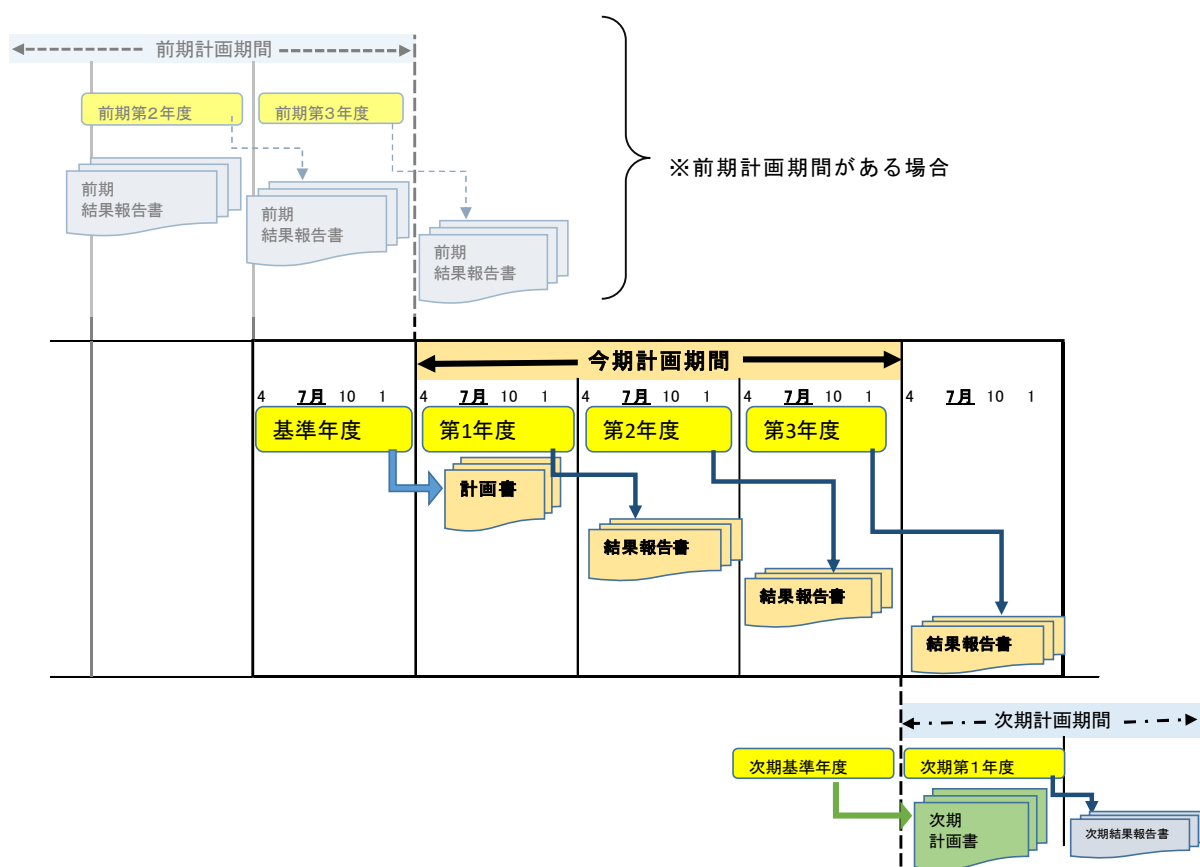 前期計画期間
前期第2年度
前期第3年度
※前期計画期間がある場合
前期
結果報告書
前期
結果報告書
前期
結果報告書
今期計画期間
4 7月 10 1
4 7月 10 1
4 7月 10 1
4 7月 10 1
4 7月 10 1
基準年度
第1年度
第2年度
第3年度
計画書
結果報告書
結果報告書
結果報告書
次期計画期間
次期基準年度
次期第1年度
次期
計画書
次期結果報告書